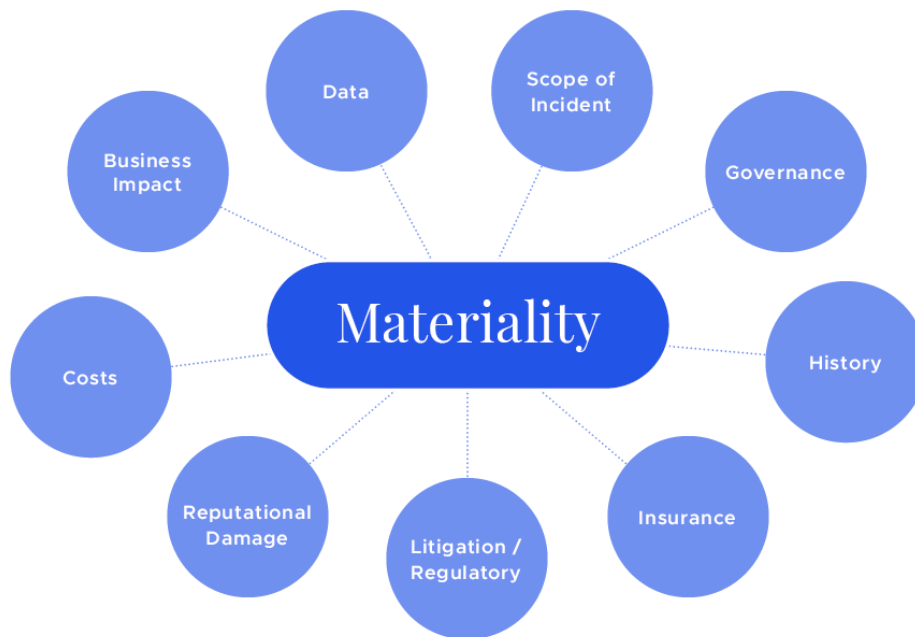 Data
Scope of
Incident
Business
Impact
Governance
Materiality
History
Costs
Reputational
Damage
Litigation /
Regulatory
Insurance